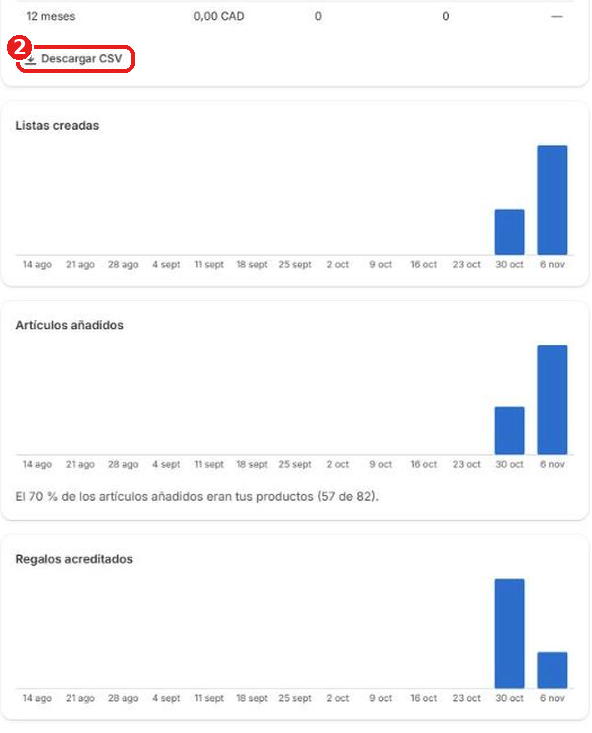 12 meses 0,00 CAD 0 0 —
2
Descargar CSV
Listas creadas
14 ago 21 ago 28 ago 4 sept 11 sept 18 sept 25 sept 2 oct 9 oct 16 oct 23 oct 30 oct 6 nov
Artículos añadidos
14 ago 21 ago 28 ago 4 sept 11 sept 18 sept 25 sept 2 oct 9 oct 16 oct 23 oct 30 oct 6 nov
El 70 % de los artículos añadidos eran tus productos (57 de 82).
Regalos acreditados
14 ago 21 ago 28 ago 4 sept 11 sept 18 sept 25 sept 2 oct 9 oct 16 oct 23 oct 30 oct 6 nov